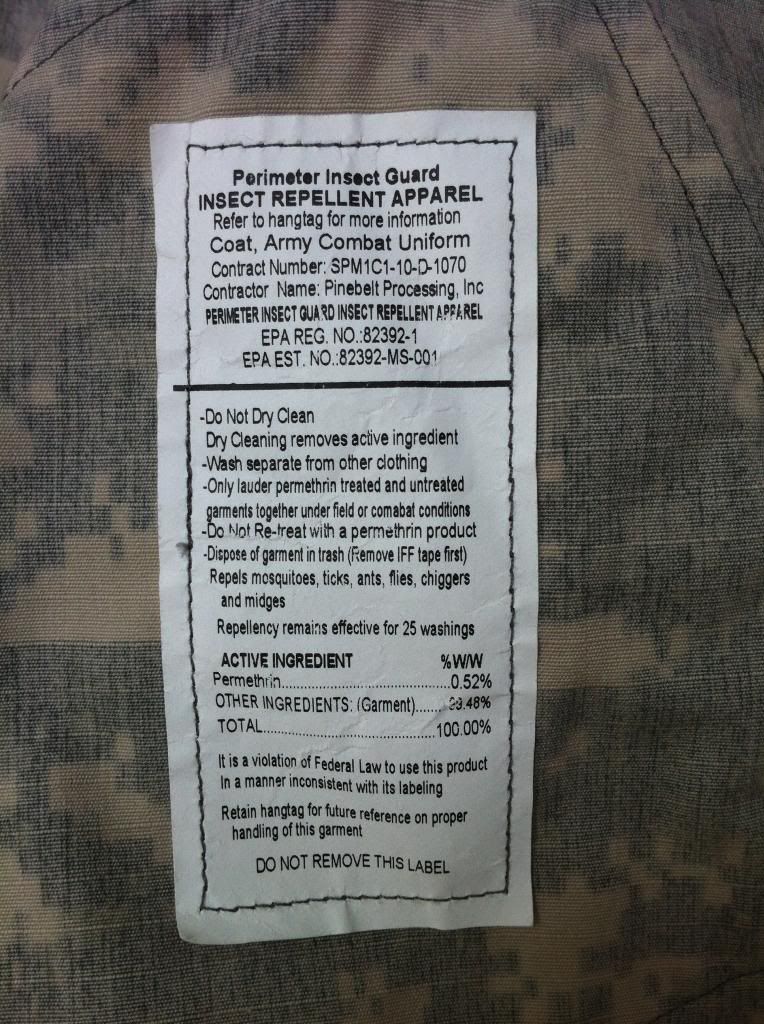 Perimeter Insect Guard
INSECT REPELLENT APPAREL
Refer to hangtag for more information
Coat, Army Combat Uniform
Contract Number: SPM1C1-10-D-1070
Contractor Name: Pinebelt Processing, Inc
PERIMETER INSECT GUARD INSECT REPELLENT APPAREL
EPA REG. NO.:82392-1
EPA EST. NO.:82392-MS-001
-Do Not Dry Clean
Dry Cleaning removes active ingredient
-Wash separate from other clothing
-Only lauder permethrin treated and untreated
garments together under field or comabat conditions
-Do Not Re-treat with a permethrin product
-Dispose of garment in trash (Remove IFF tape first)
Repels mosquitoes, ticks, ants, flies, chiggers
and midges
Repellency remains effective for 25 washings
ACTIVE INGREDIENT %W/W
Permethrin..............................0.52%
OTHER INGREDIENTS: (Garment)....... 99.48%
TOTAL.......................................100.00%
It is a violation of Federal Law to use this product
In a manner inconsistent with its labeling
Retain hangtag for future reference on proper
handling of this garment
DO NOT REMOVE THIS LABEL